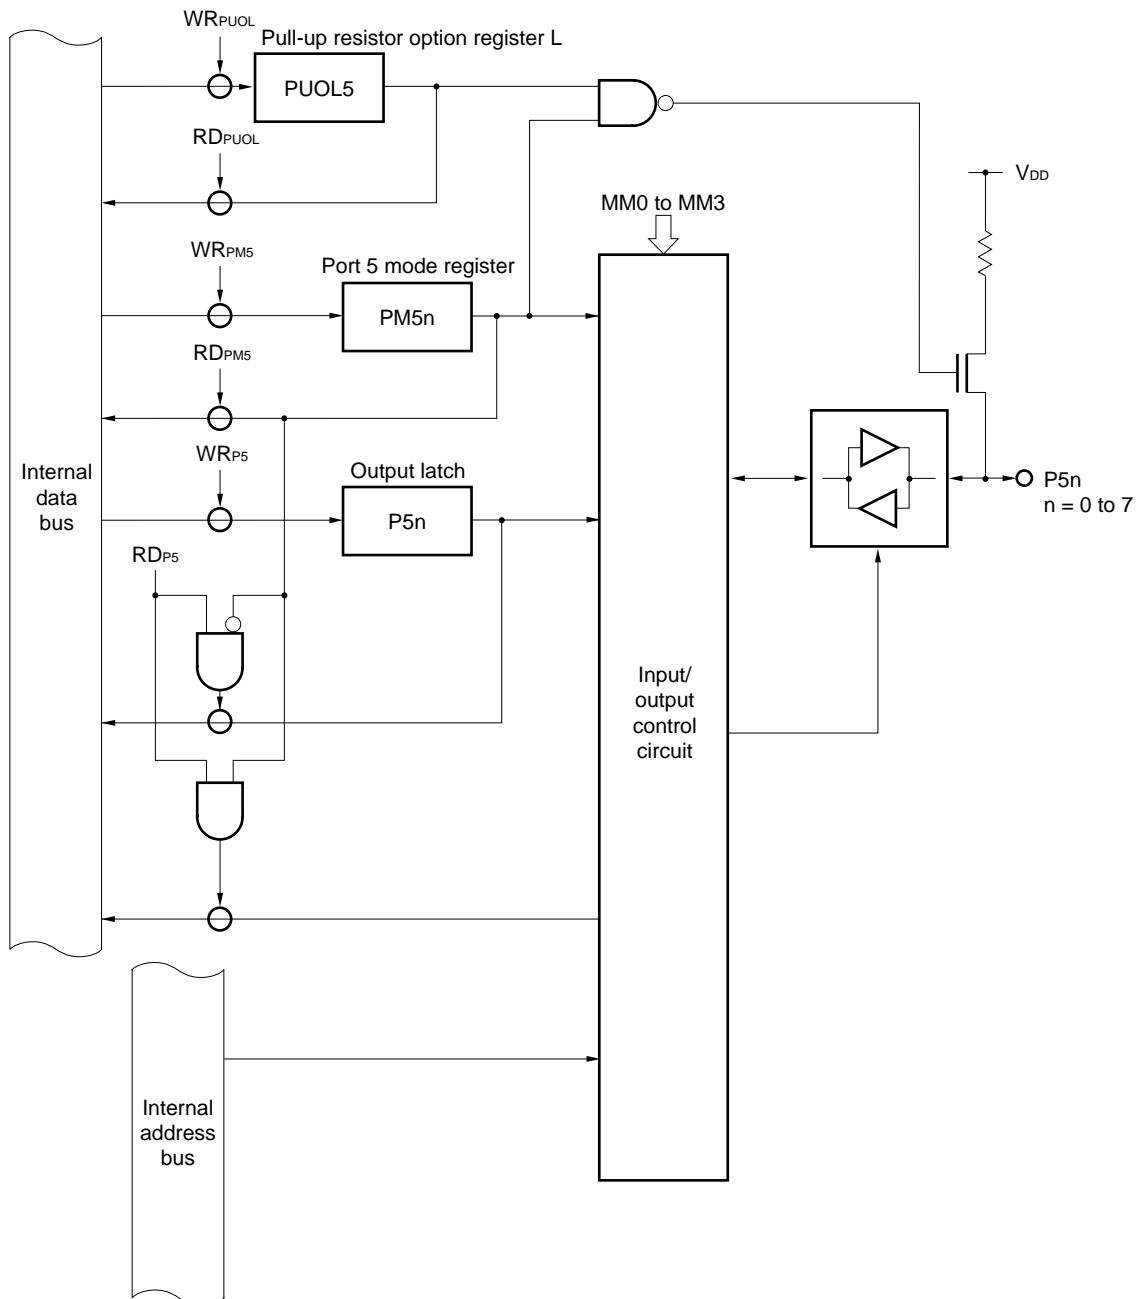 WRPUOL
Pull-up resistor option register L
PUOL5
RDPUOL
VDD
MM0 to MM3
WRPM5
Port 5 mode register
PM5n
RDPM5
WRP5
Output latch
Internal
data
bus
P5n
P5n
n = 0 to 7
RDP5
Input/
output
control
circuit
Internal
address
bus